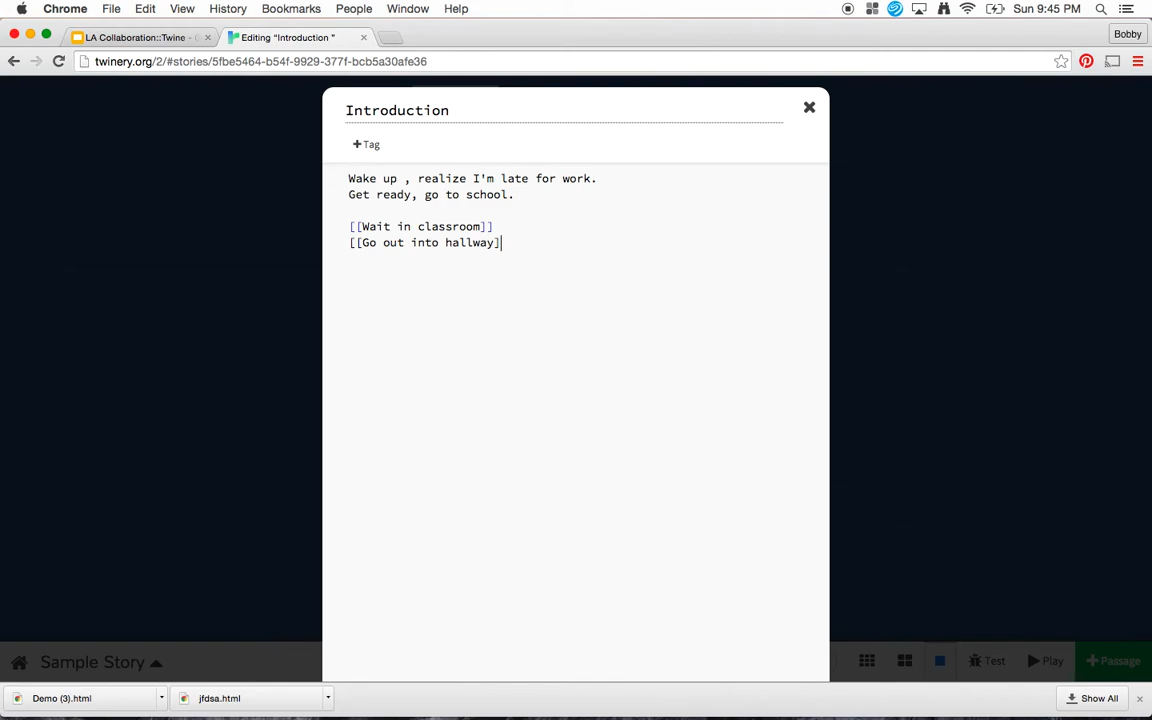 Chrome File Edit View History Bookmarks People Window Help Sun 9:45 PM
LA Collaboration::Twine - Editing “Introduction ” Bobby
twinery.org/2/#stories/5fbe5464-b54f-9929-377f-bcb5a30afe36
Introduction
+Tag
Wake up , realize I'm late for work.
Get ready, go to school.
[[Wait in classroom]]
[[Go out into hallway]
Sample Story Test Play +Passage
Demo (3).html jfdsa.html Show All